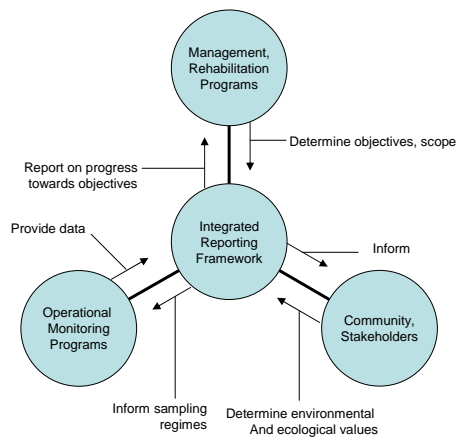 Management,
Rehabilitation
Programs
Determine objectives, scope
Report on progress
towards objectives
Integrated
Reporting
Framework
Provide data
Inform
Operational
Monitoring
Programs
Community,
Stakeholders
Inform sampling
regimes
Determine environmental
And ecological values